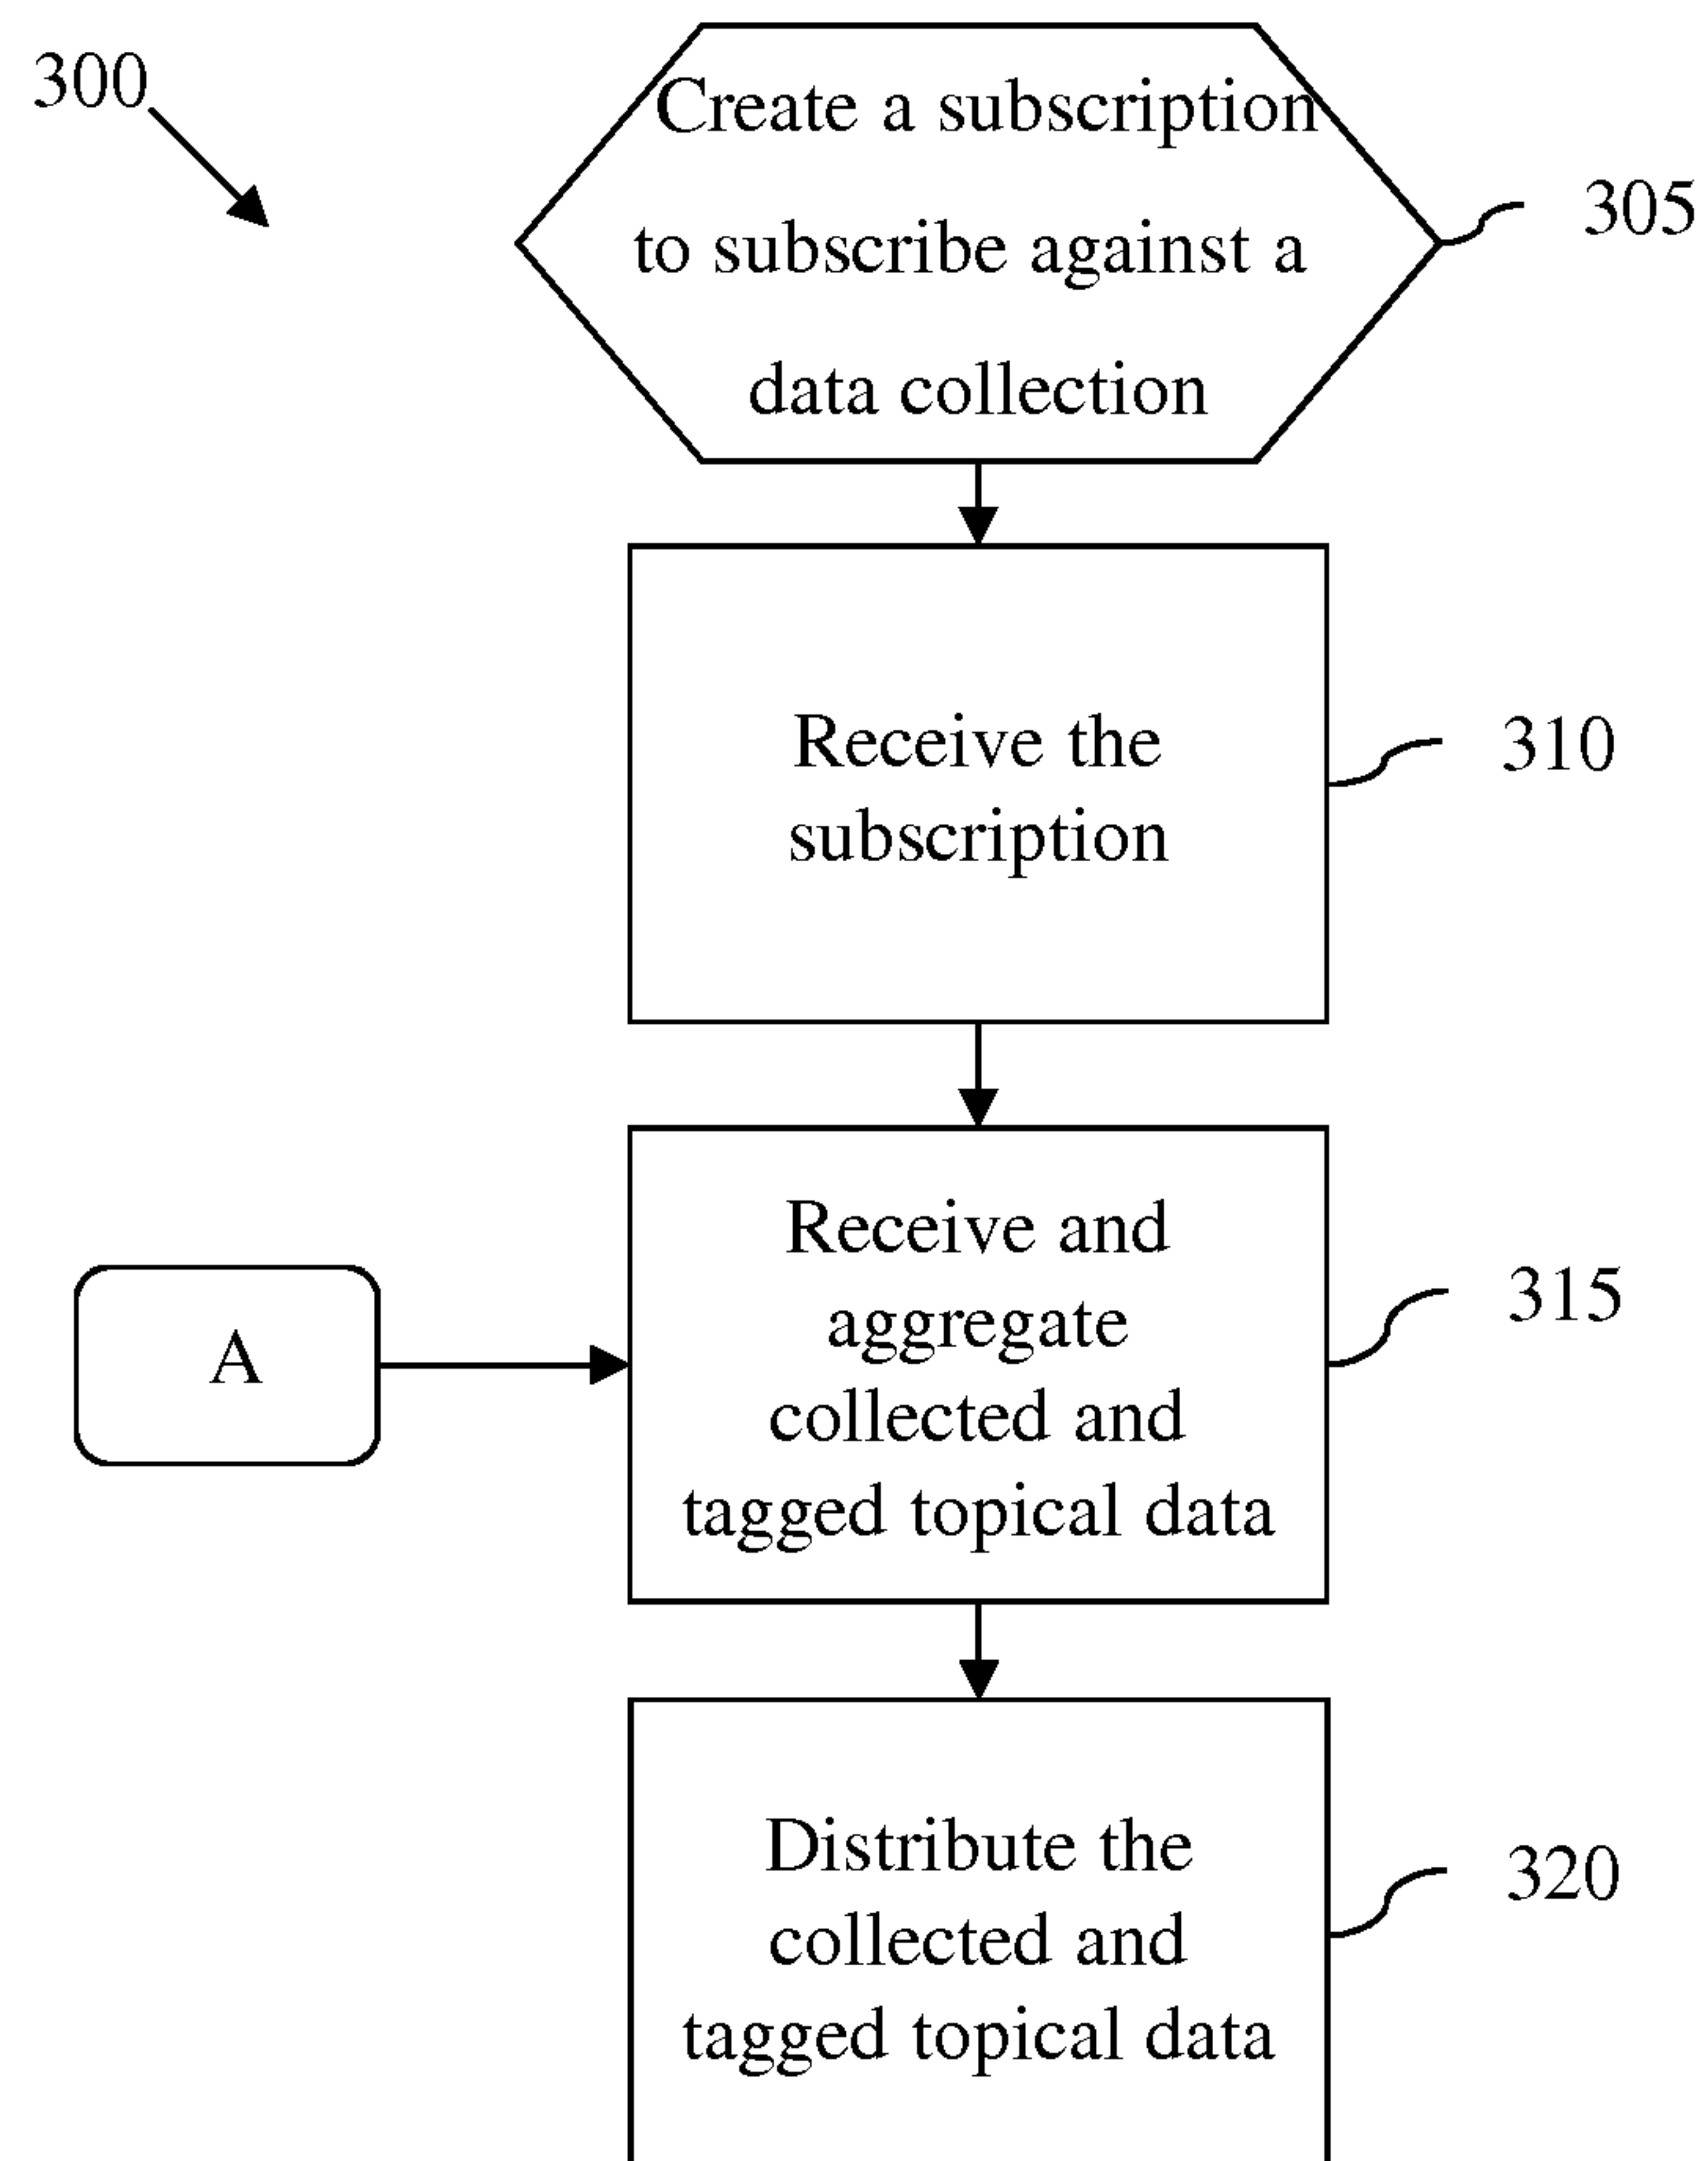 300
Create a subscription
to subscribe against a
data collection
305
Receive the
subscription
310
Receive and
aggregate
collected and
tagged topical data
315
A
Distribute the
collected and
tagged topical data
320